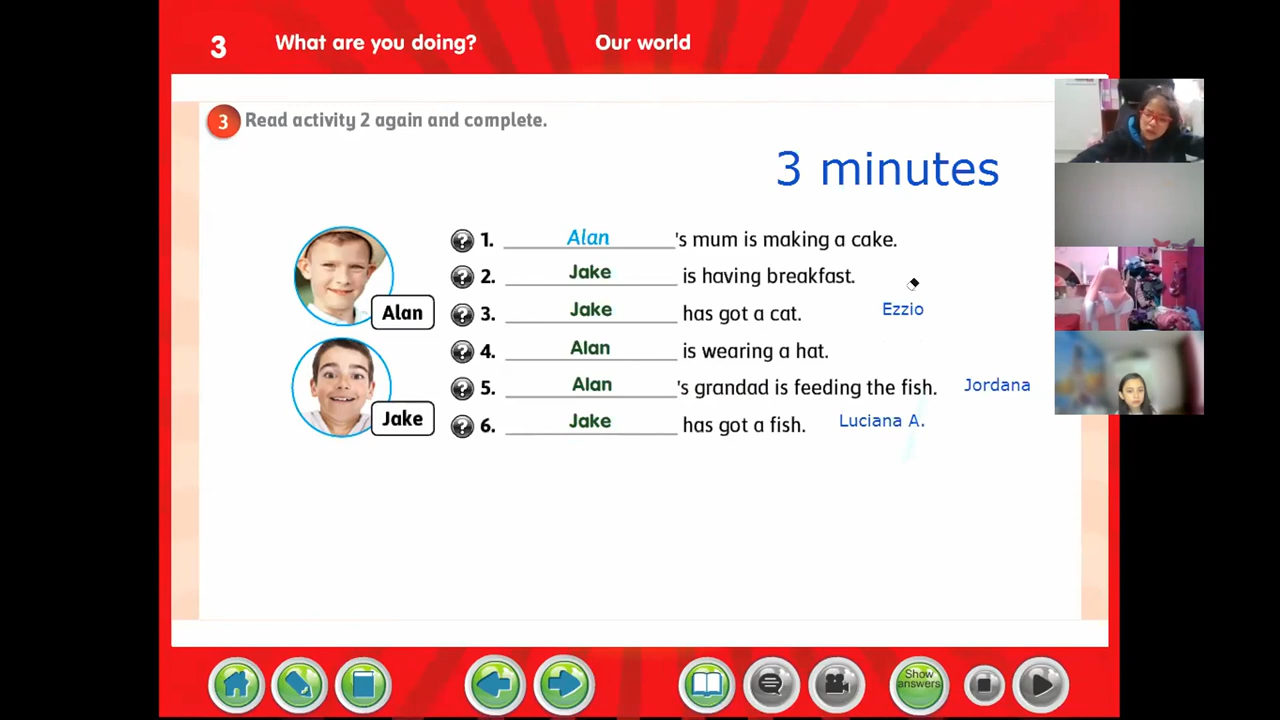 3 What are you doing? Our world
3 Read activity 2 again and complete.
3 minutes
1. Alan 's mum is making a cake.
2. Jake is having breakfast.
3. Jake has got a cat. Ezzio
Alan
4. Alan is wearing a hat.
5. Alan 's grandad is feeding the fish. Jordana
Jake
6. Jake has got a fish. Luciana A.
Show
answers